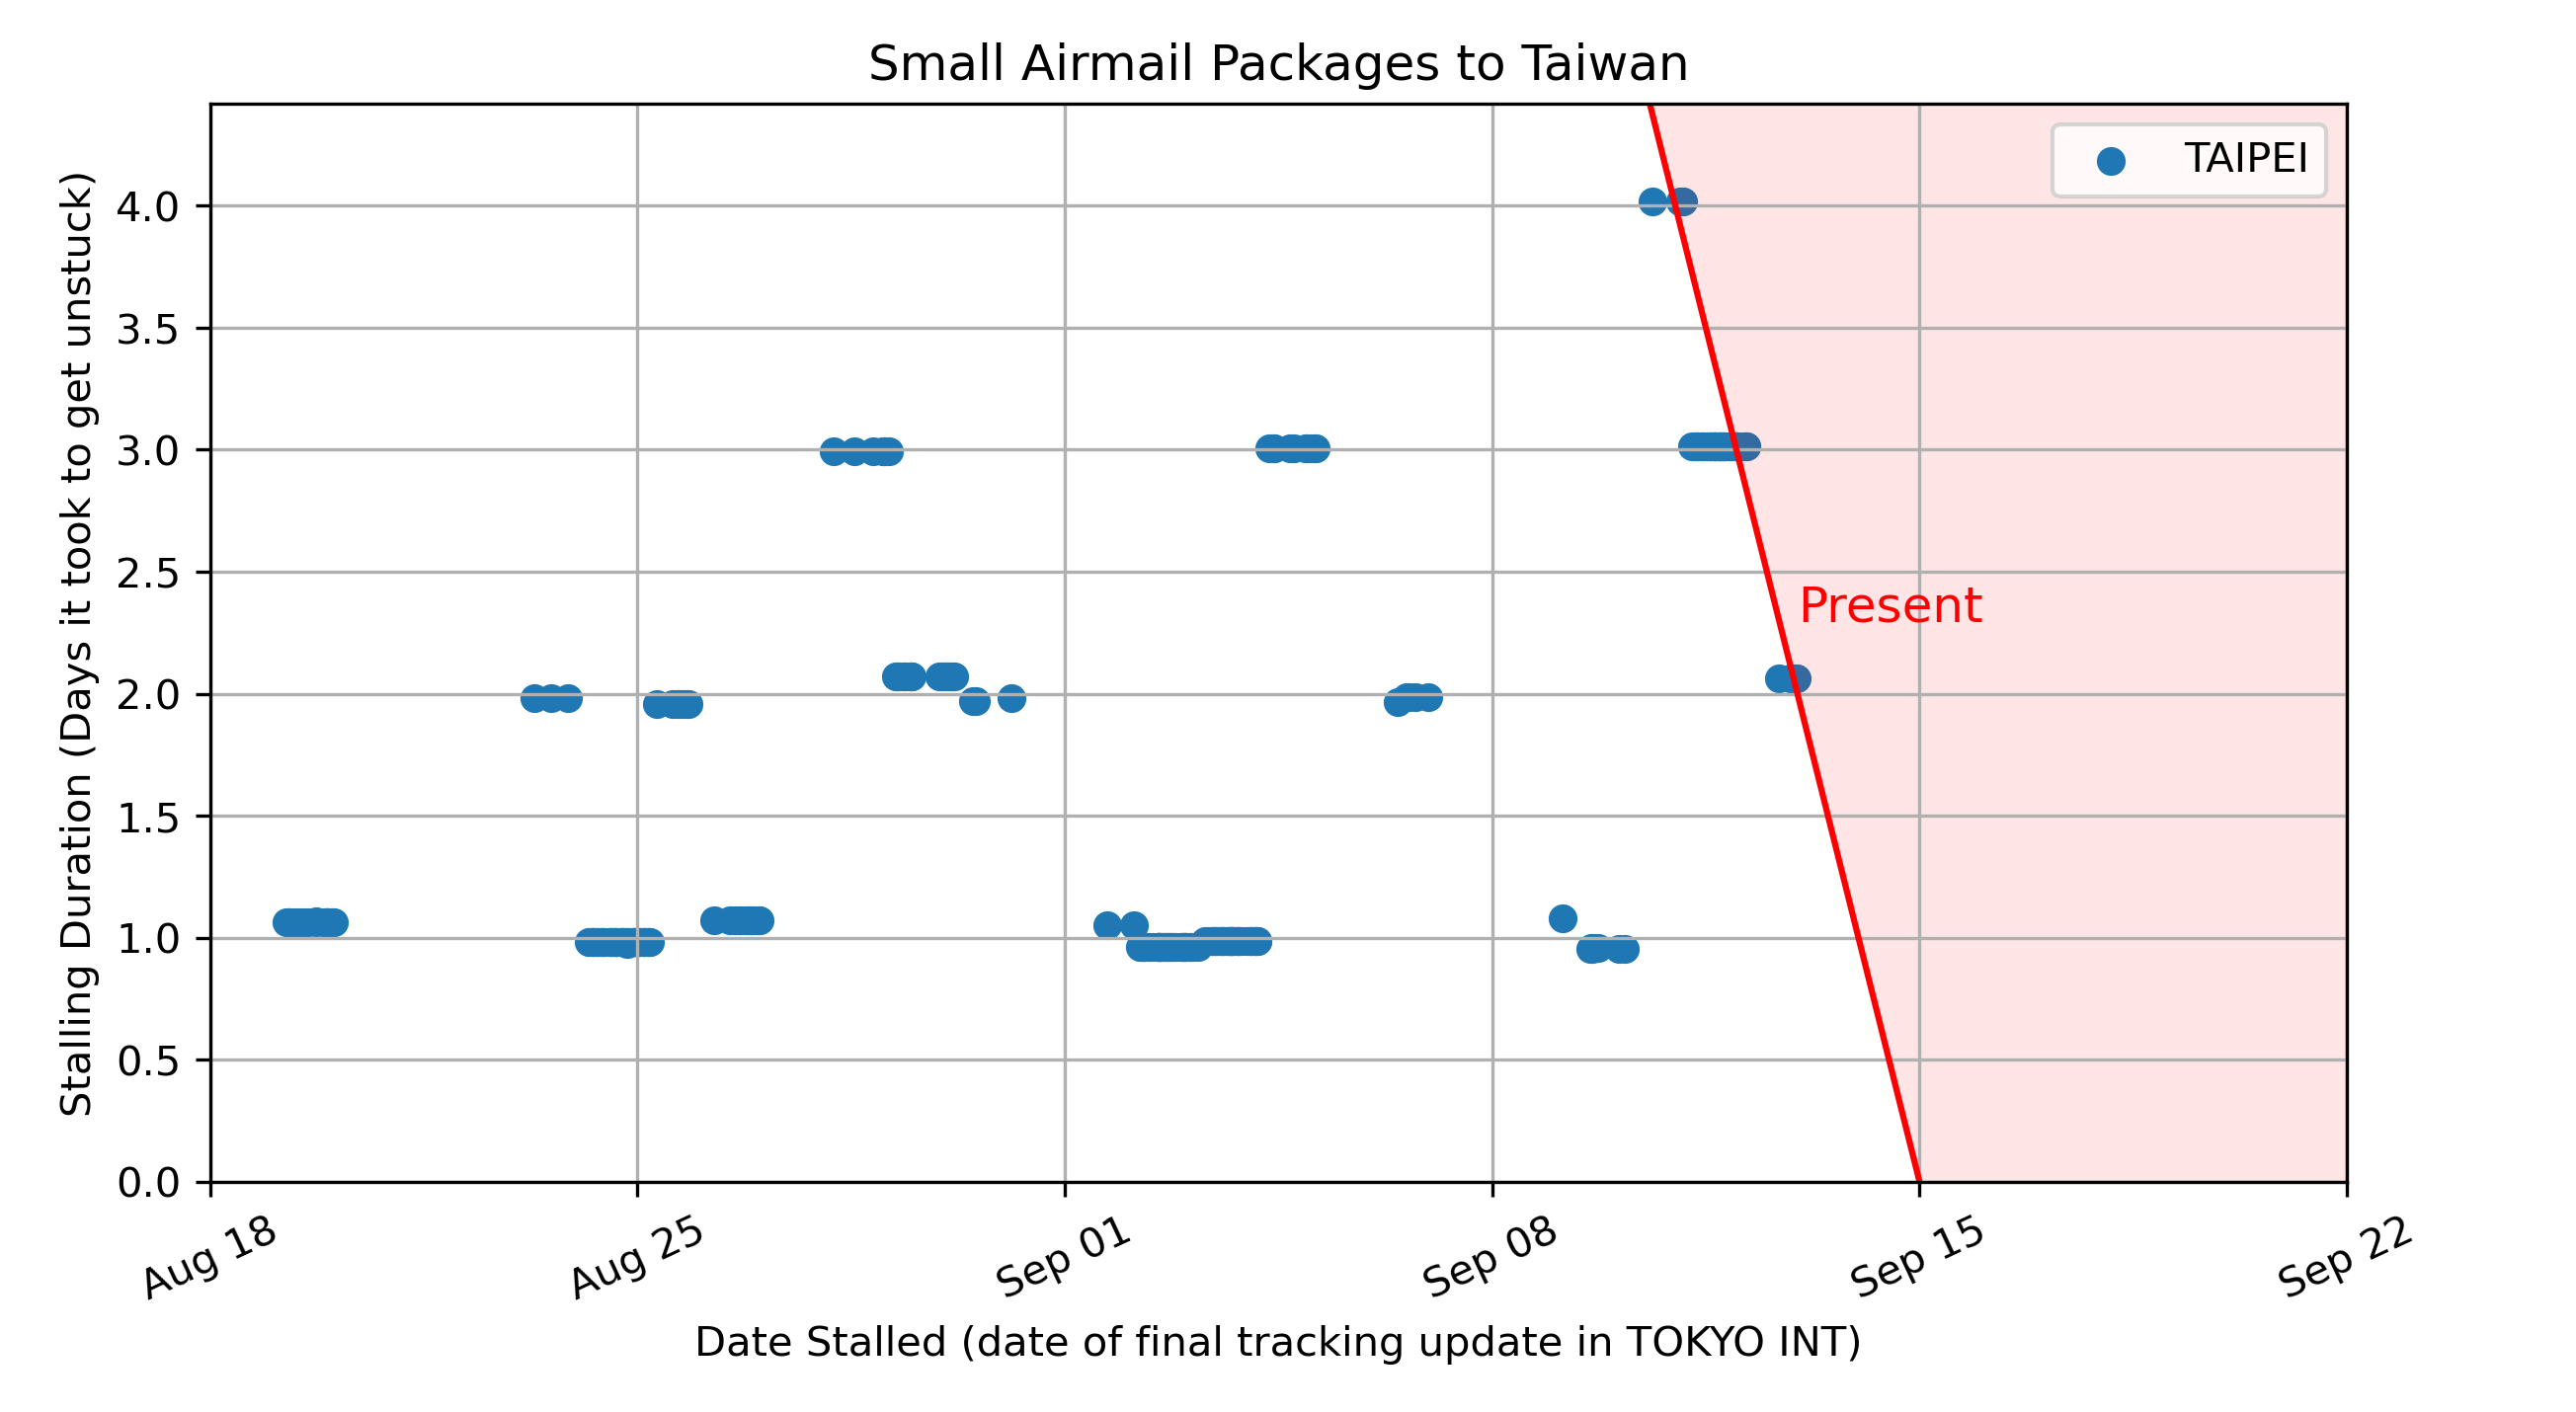 Small Airmail Packages to Taiwan
TAIPEI
Stalling Duration (Days it took to get unstuck)
4.0
3.5
3.0
2.5
2.0
1.5
1.0
0.5
0.0
Present
Aug 18
Aug 25
Sep 01
Sep 08
Sep 15
Sep 22
Date Stalled (date of final tracking update in TOKYO INT)